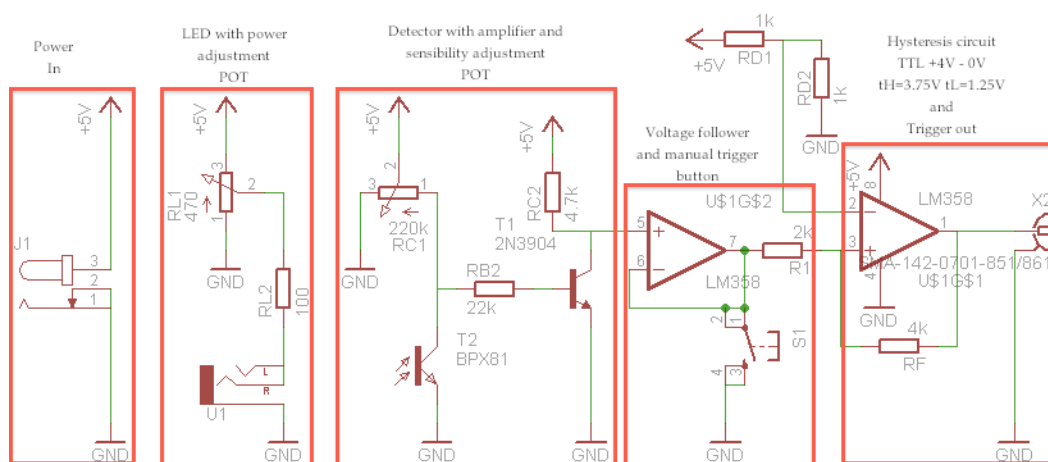 Power
In
LED with power
adjustment
POT
Detector with amplifier and
sensibility adjustment
POT
1k
+5V
RD1
RD2
1k
GND
Hysteresis circuit
TTL +4V - 0V
tH=3.75V tL=1.25V
and
Trigger out
Voltage follower
and manual trigger
button
+5V
J1
3
2
1
GND
+5V
3
2
1
RL1
470
GND
RL2
100
L
R
U1
GND
+5V
2
3
1
220k
RC1
GND
+5V
RC2
4.7k
T1
2N3904
RB2
22k
T2
BPX81
GND
GND
U$1G$2
5
6
7
LM358
2k
R1
2
1
S1
4
3
GND
+5V
8
LM358
2
3
1
4
X2
SMA-142-0701-851/861
U$1G$1
GND
4k
RF
GND